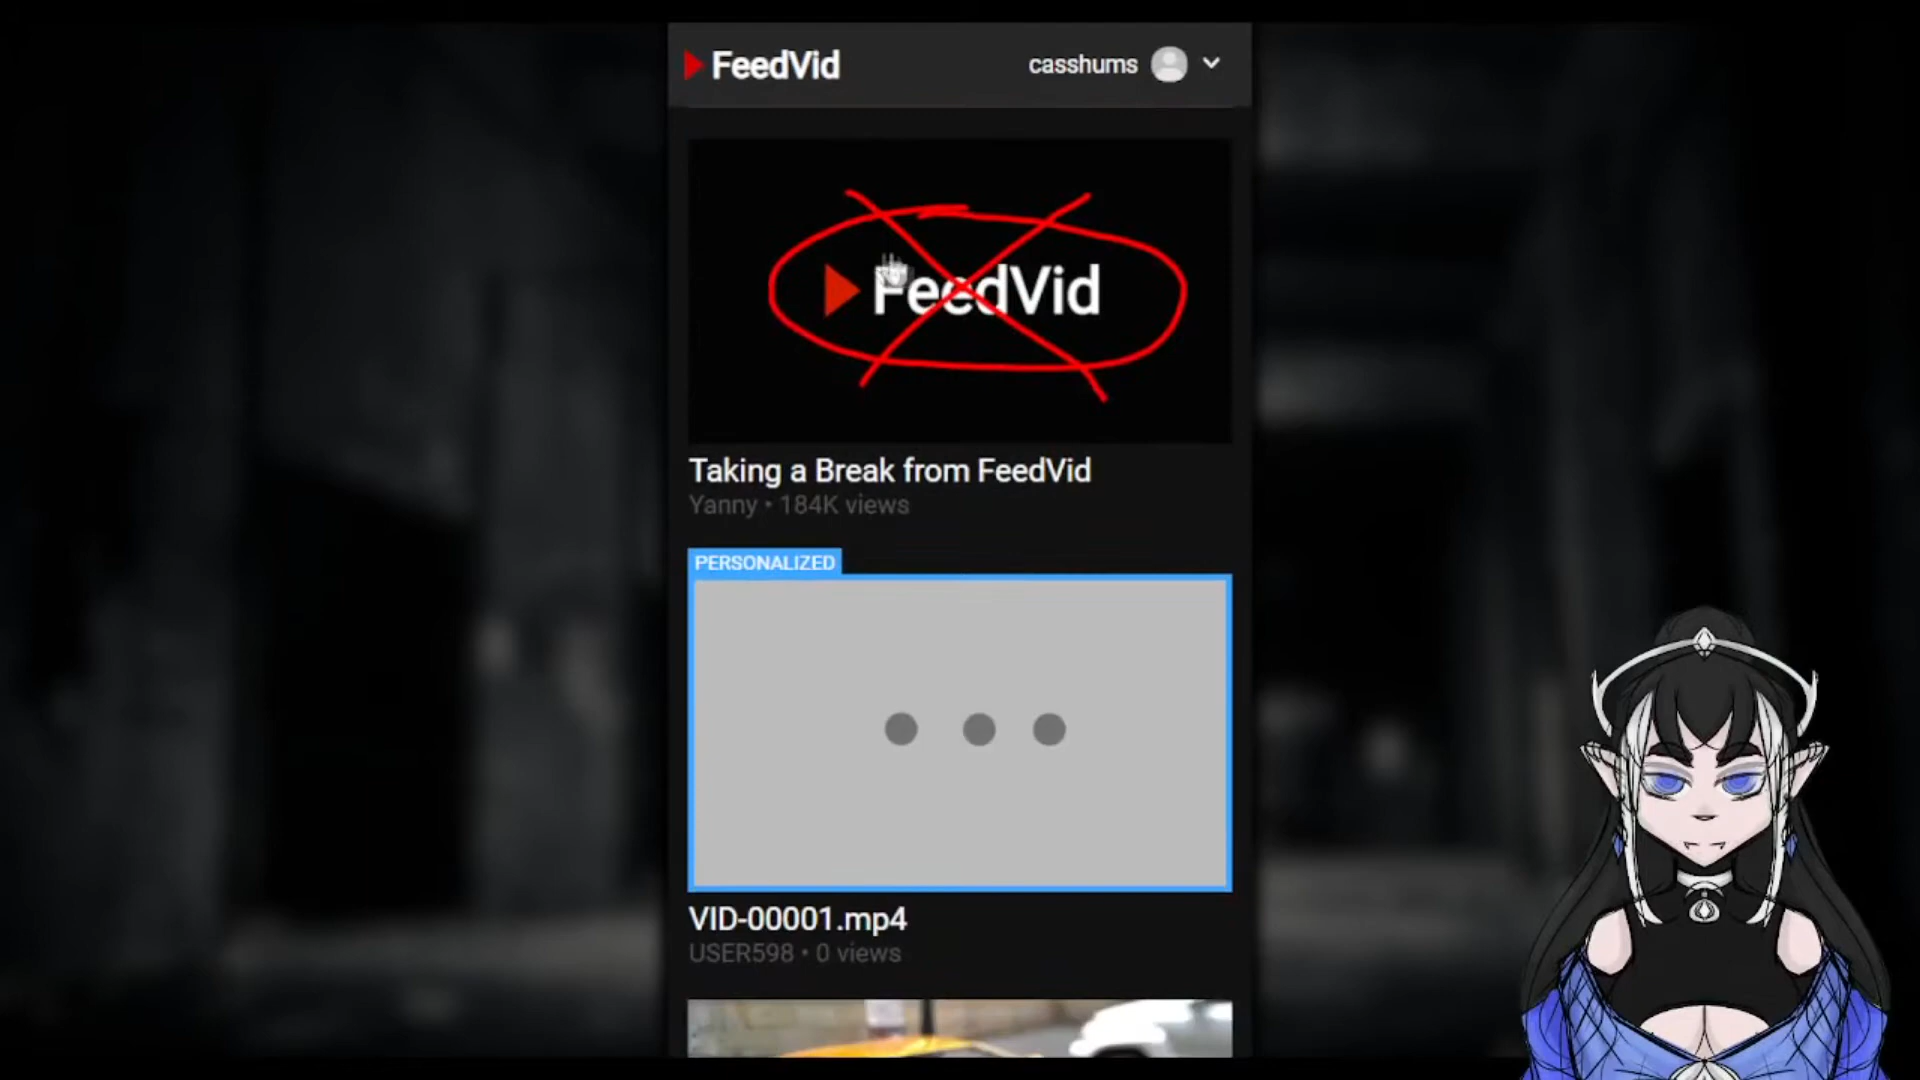 FeedVid
casshums
FeedVid
Taking a Break from FeedVid
Yanny • 184K views
PERSONALIZED
VID-00001.mp4
USER598 • 0 views